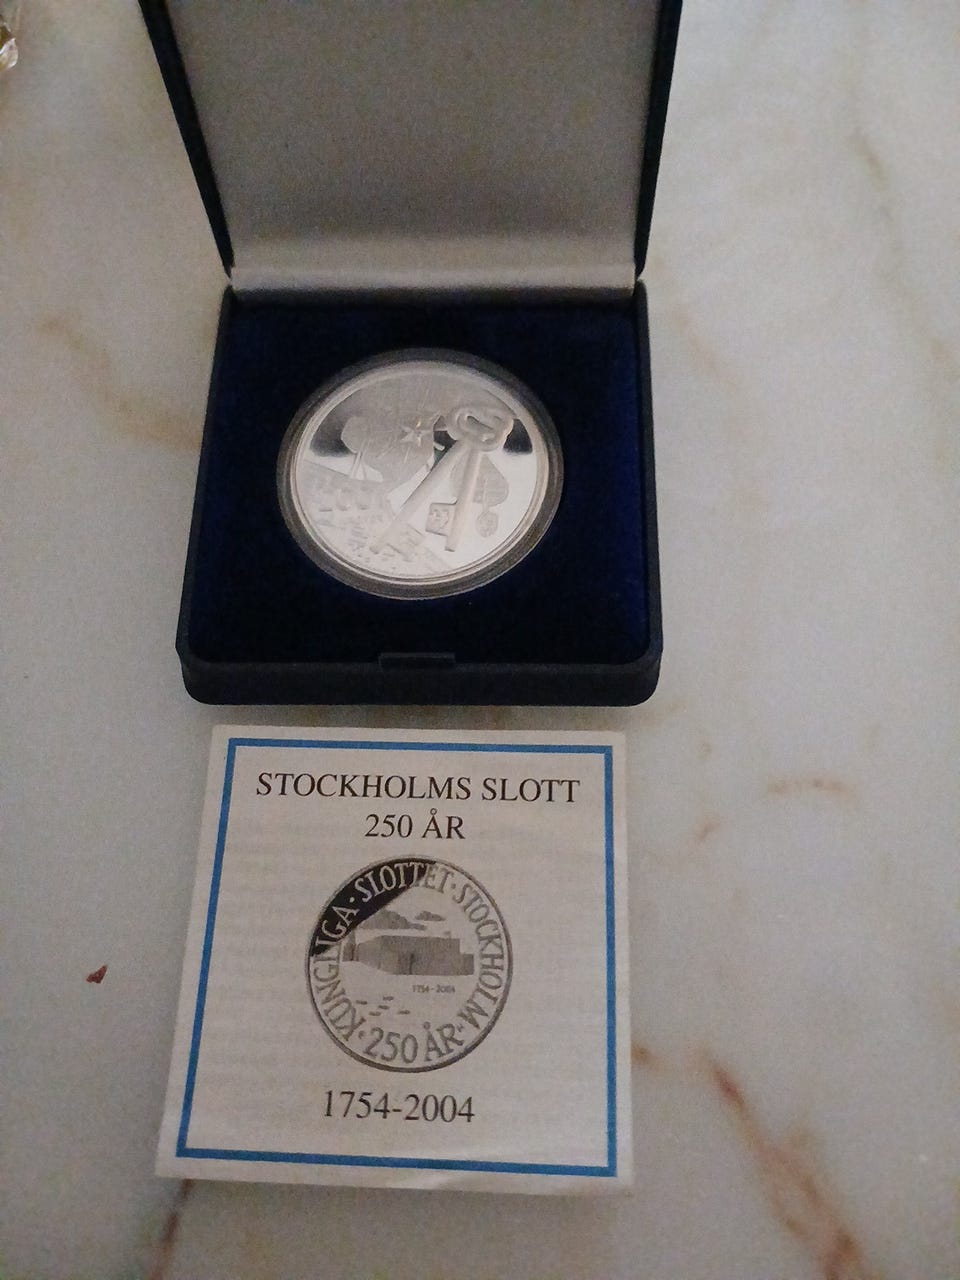 STOCKHOLMS SLOTT
250 ÅR
KUNGLIGA · SLOTTET · STOCKHOLM · 250 ÅR ·
1754-2004
1754-2004